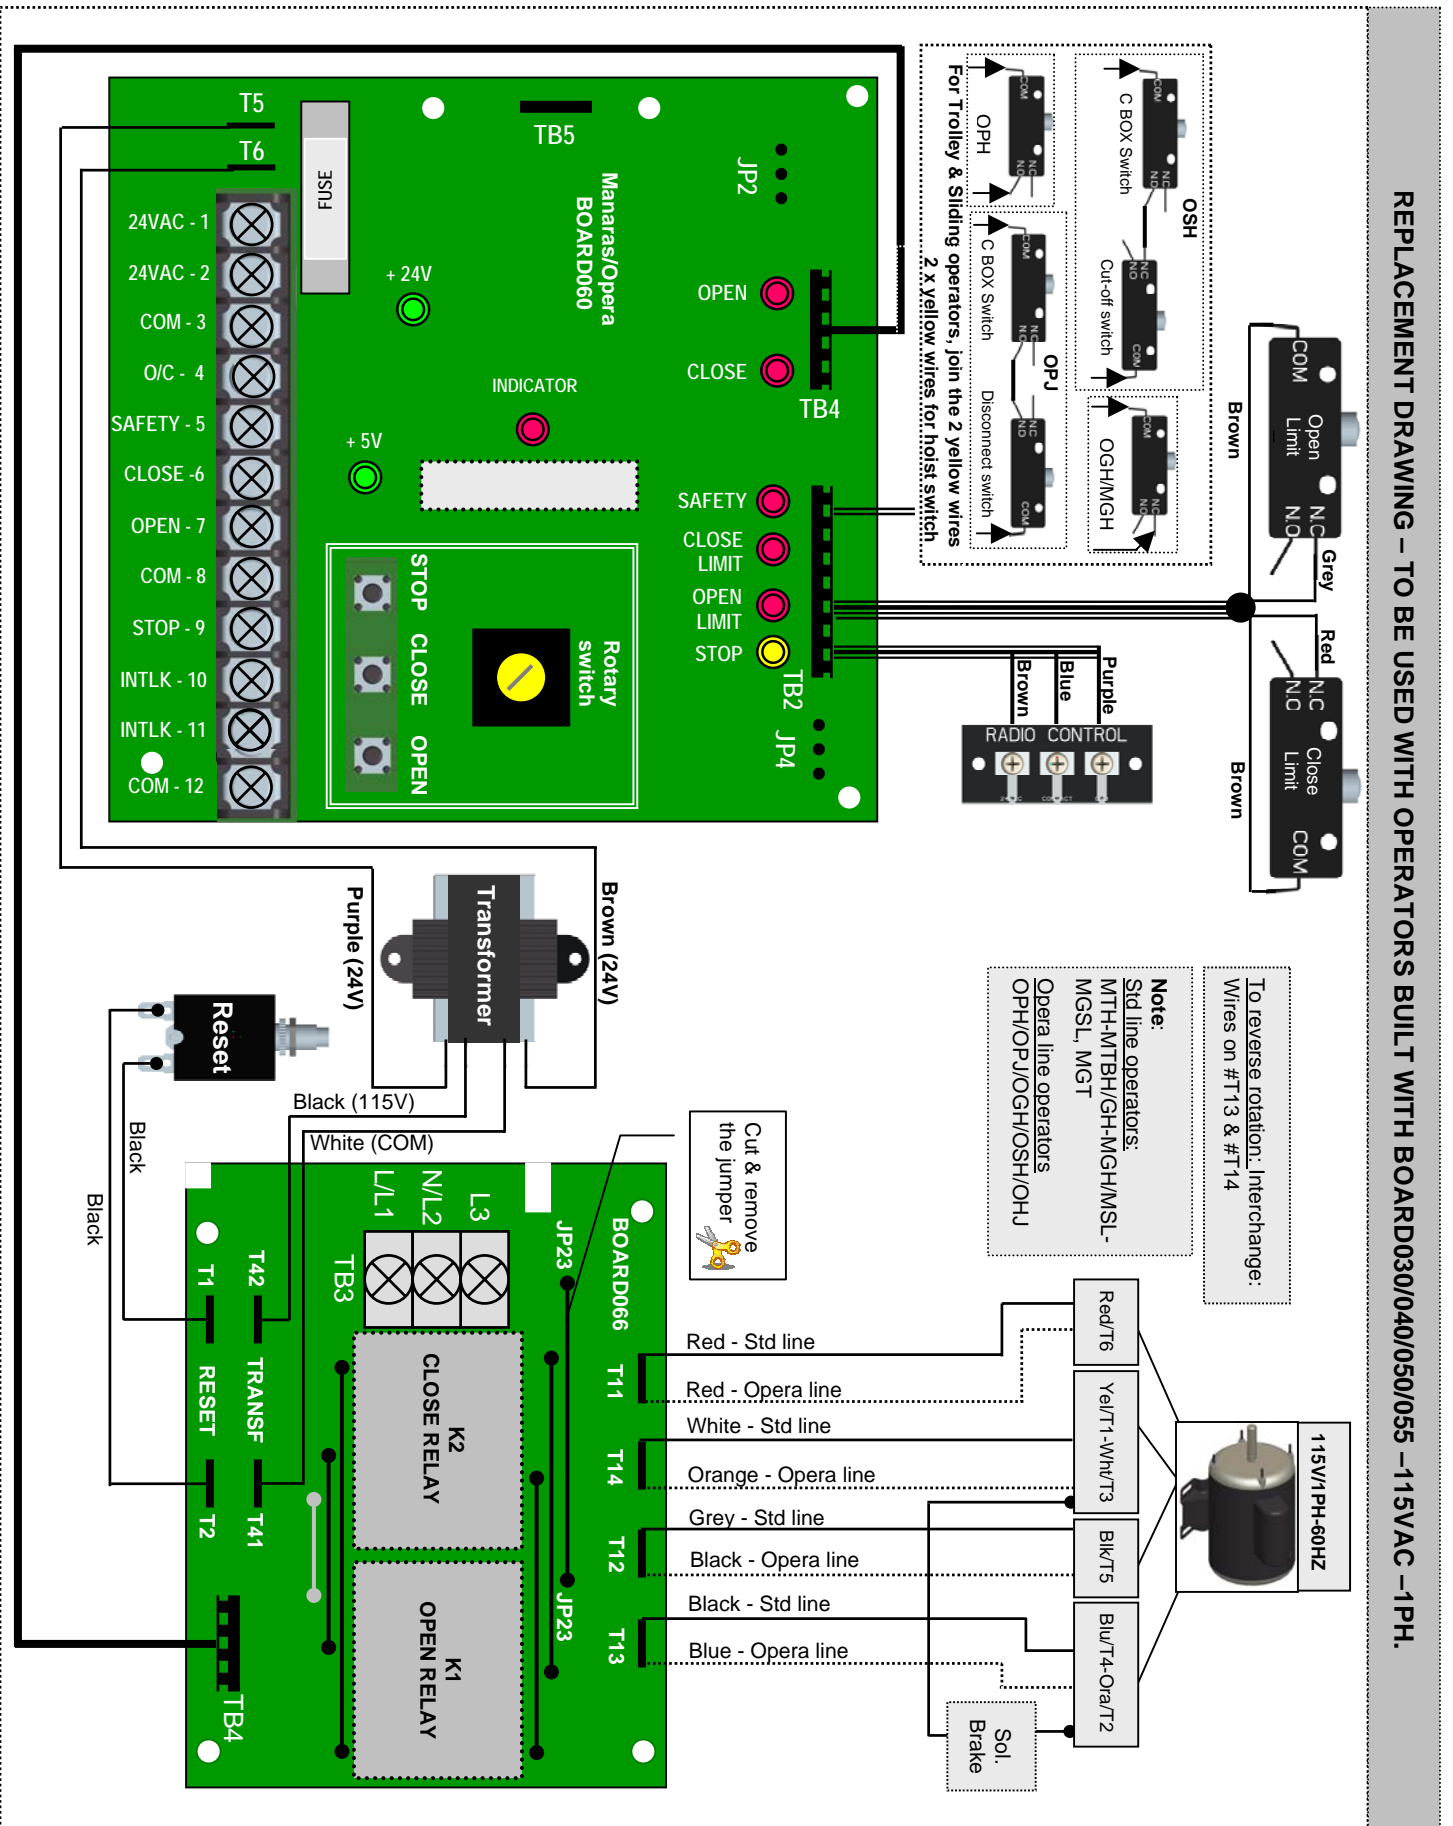 REPLACEMENT DRAWING – TO BE USED WITH OPERATORS BUILT WITH BOARD030/040/050/055 –115VAC –1PH.
T5
T6
FUSE
TB5
JP2
Manaras/Opera
BOARD060
24VAC - 1
24VAC - 2
COM - 3
O/C - 4
SAFETY - 5
CLOSE -6
OPEN - 7
COM - 8
STOP - 9
INTLK - 10
INTLK - 11
COM - 12
+ 24V
+ 5V
INDICATOR
OPEN
CLOSE
TB4
SAFETY
CLOSE
LIMIT
OPEN
LIMIT
STOP
TB2
JP4
STOP
CLOSE
OPEN
Rotary
switch
OSH
COM
N.C
N.O
C BOX Switch
N.C
N.O
COM
Cut-off switch
OPH
COM
N.C
N.O
OPJ
COM
N.C
N.O
C BOX Switch
N.C
N.O
COM
Disconnect switch
OGH/MGH
COM
N.C
N.O
For Trolley & Sliding operators, join the 2 yellow wires
2 x yellow wires for hoist switch
COM
Open
Limit
N.C
N.O
Brown
Grey
Red
N.C
N.C
Close
Limit
COM
Brown
Purple
Blue
Brown
RADIO CONTROL
Brown (24V)
Purple (24V)
Transformer
Reset
Black (115V)
White (COM)
Black
Black
To reverse rotation: Interchange:
Wires on #T13 & #T14
Note:
Std line operators:
MTH-MTBH/GH-MGH/MSL-
MGSL, MGT
Opera line operators
OPH/OPJ/OGH/OSH/OHJ
Cut & remove
the jumper
L/L1
N/L2
L3
TB3
JP23
BOARD066
T1
T42
RESET
TRANSF
T2
T41
K2
CLOSE RELAY
K1
OPEN RELAY
JP23
TB4
T11
T14
T12
T13
Red - Std line
Red - Opera line
White - Std line
Orange - Opera line
Grey - Std line
Black - Opera line
Black - Std line
Blue - Opera line
Red/T6
Yel/T1-Wht/T3
Blk/T5
Blu/T4-Ora/T2
115V/1PH-60HZ
Sol.
Brake